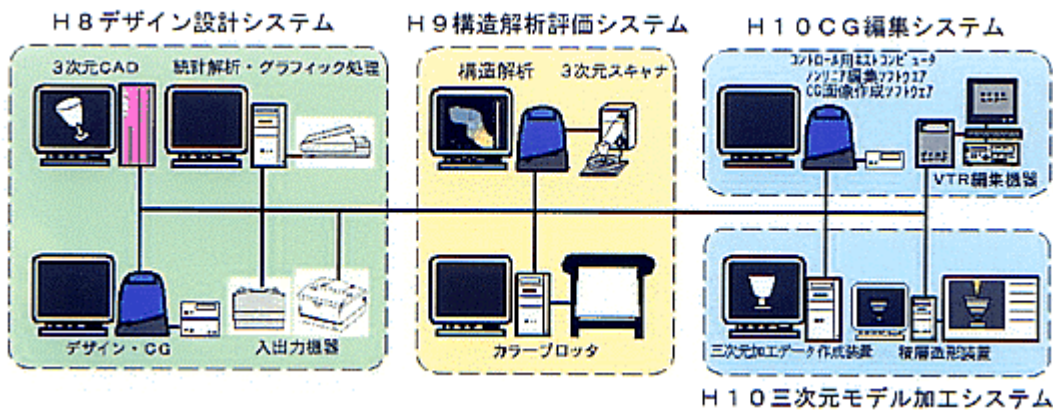 H8デザイン設計システム
3次元CAD
統計解析・グラフィック処理
デザイン・CG
入出力機器
H9構造解析評価システム
構造解析
3次元スキャナ
カラープロッタ
H10CG編集システム
コントロール用ホストコンピュータ
ノンリニア編集ソフトウエア
CG画像作成ソフトウェア
VTR編集機器
三次元加工データ作成装置
積層造形装置
H10三次元モデル加工システム